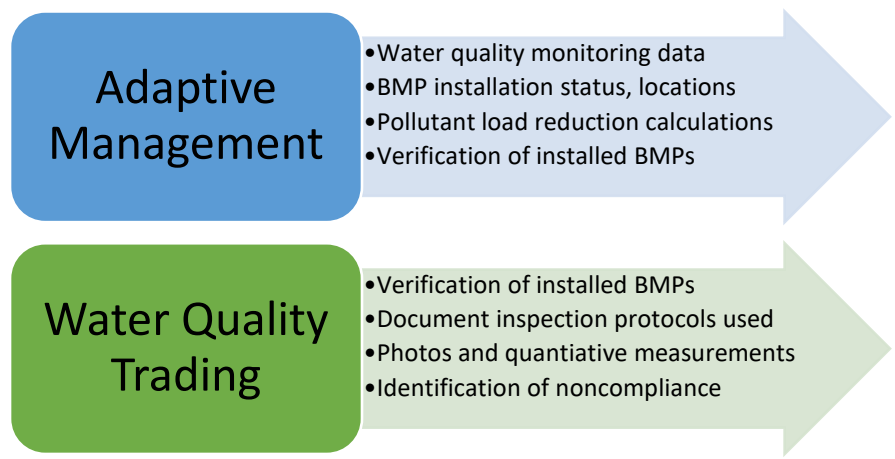 Adaptive
Management
•Water quality monitoring data
•BMP installation status, locations
•Pollutant load reduction calculations
•Verification of installed BMPs
Water Quality
Trading
•Verification of installed BMPs
•Document inspection protocols used
•Photos and quantiative measurements
•Identification of noncompliance